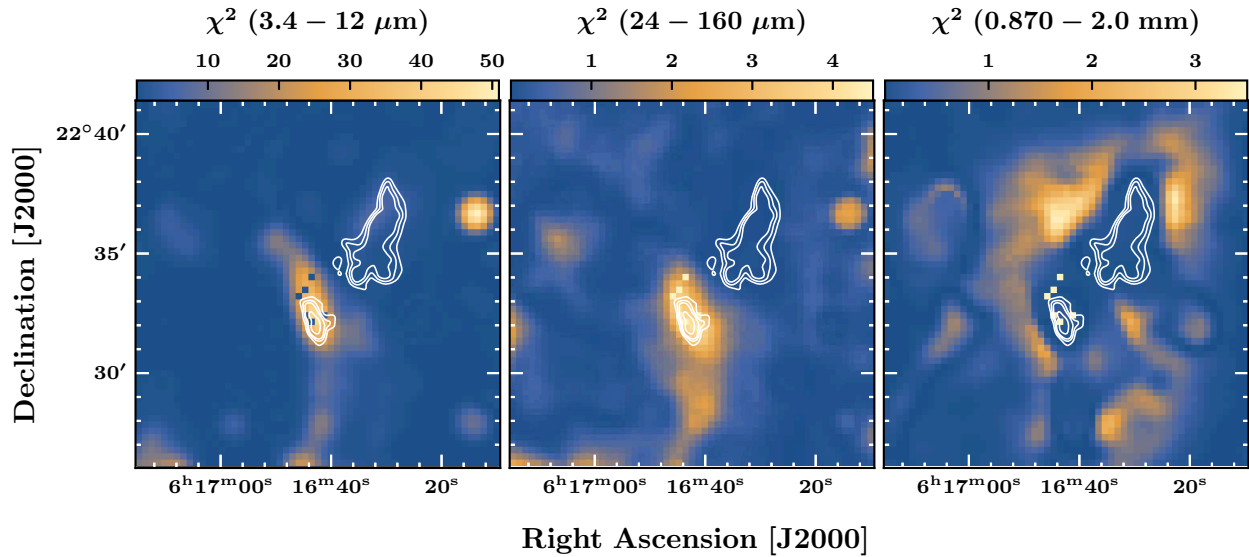 χ² (3.4 – 12 μm) χ² (24 – 160 μm) χ² (0.870 – 2.0 mm)
10 20 30 40 50 1 2 3 4 1 2 3
22°40′
35′
30′
Declination [J2000]
6ʰ17ᵐ00ˢ 16ᵐ40ˢ 20ˢ 6ʰ17ᵐ00ˢ 16ᵐ40ˢ 20ˢ 6ʰ17ᵐ00ˢ 16ᵐ40ˢ 20ˢ
Right Ascension [J2000]